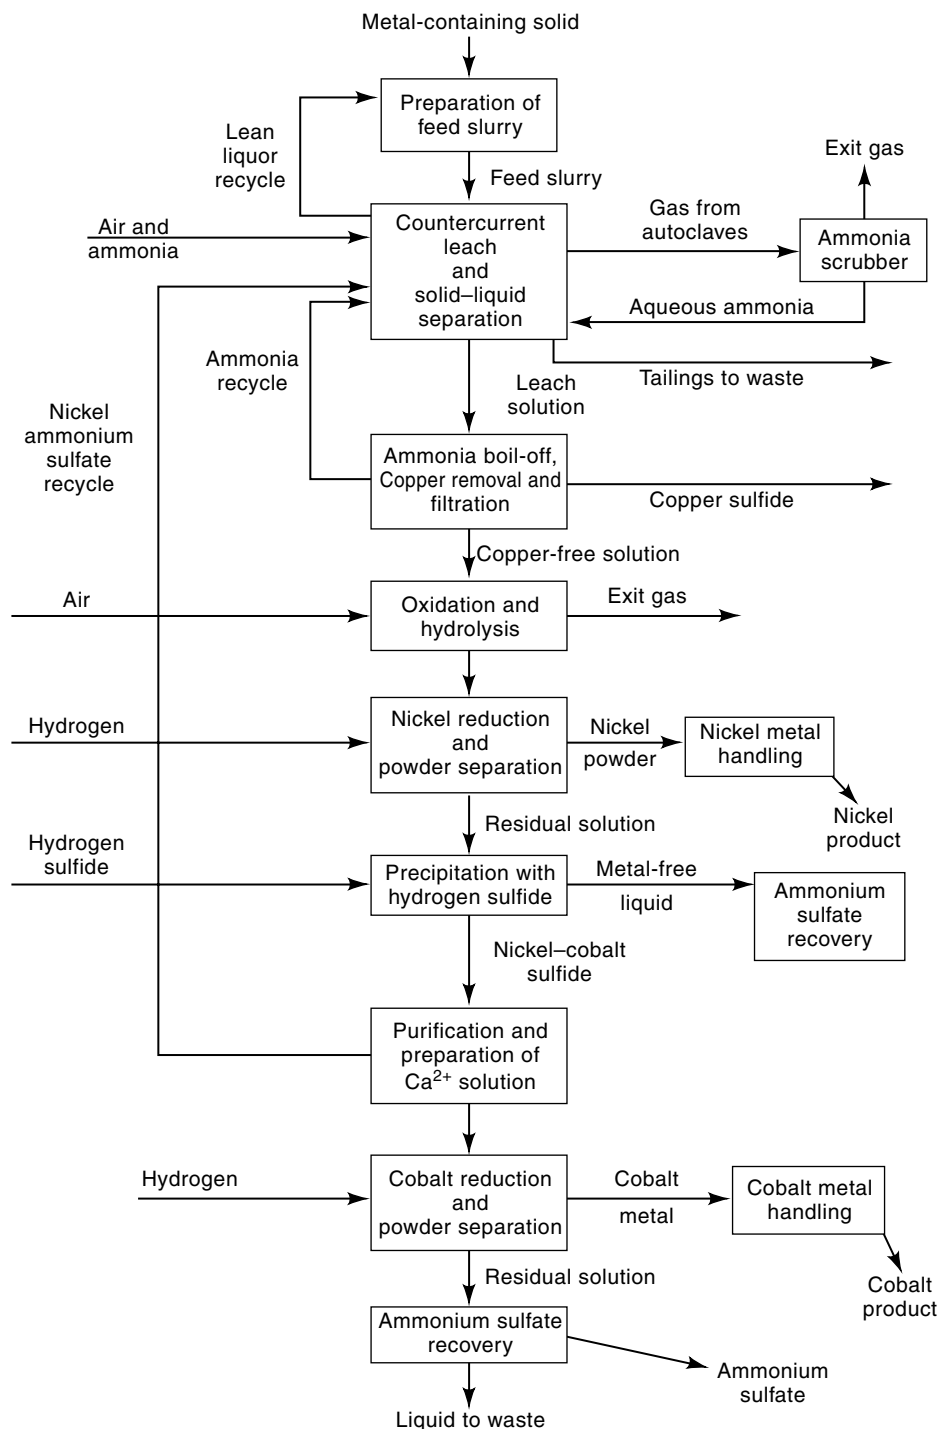 Metal-containing solid
Preparation of
feed slurry
Lean
liquor
recycle
Feed slurry
Exit gas
Air and
ammonia
Countercurrent
leach
and
solid–liquid
separation
Gas from
autoclaves
Ammonia
scrubber
Aqueous ammonia
Ammonia
recycle
Leach
solution
Tailings to waste
Nickel
ammonium
sulfate
recycle
Ammonia boil-off,
Copper removal and
filtration
Copper sulfide
Copper-free solution
Air
Oxidation and
hydrolysis
Exit gas
Hydrogen
Nickel reduction
and
powder separation
Nickel
powder
Nickel metal
handling
Nickel
product
Residual solution
Hydrogen
sulfide
Precipitation with
hydrogen sulfide
Metal-free
liquid
Ammonium
sulfate
recovery
Nickel–cobalt
sulfide
Purification and
preparation of
Ca²⁺ solution
Hydrogen
Cobalt reduction
and
powder separation
Cobalt
metal
Cobalt metal
handling
Cobalt
product
Residual solution
Ammonium sulfate
recovery
Ammonium
sulfate
Liquid to waste